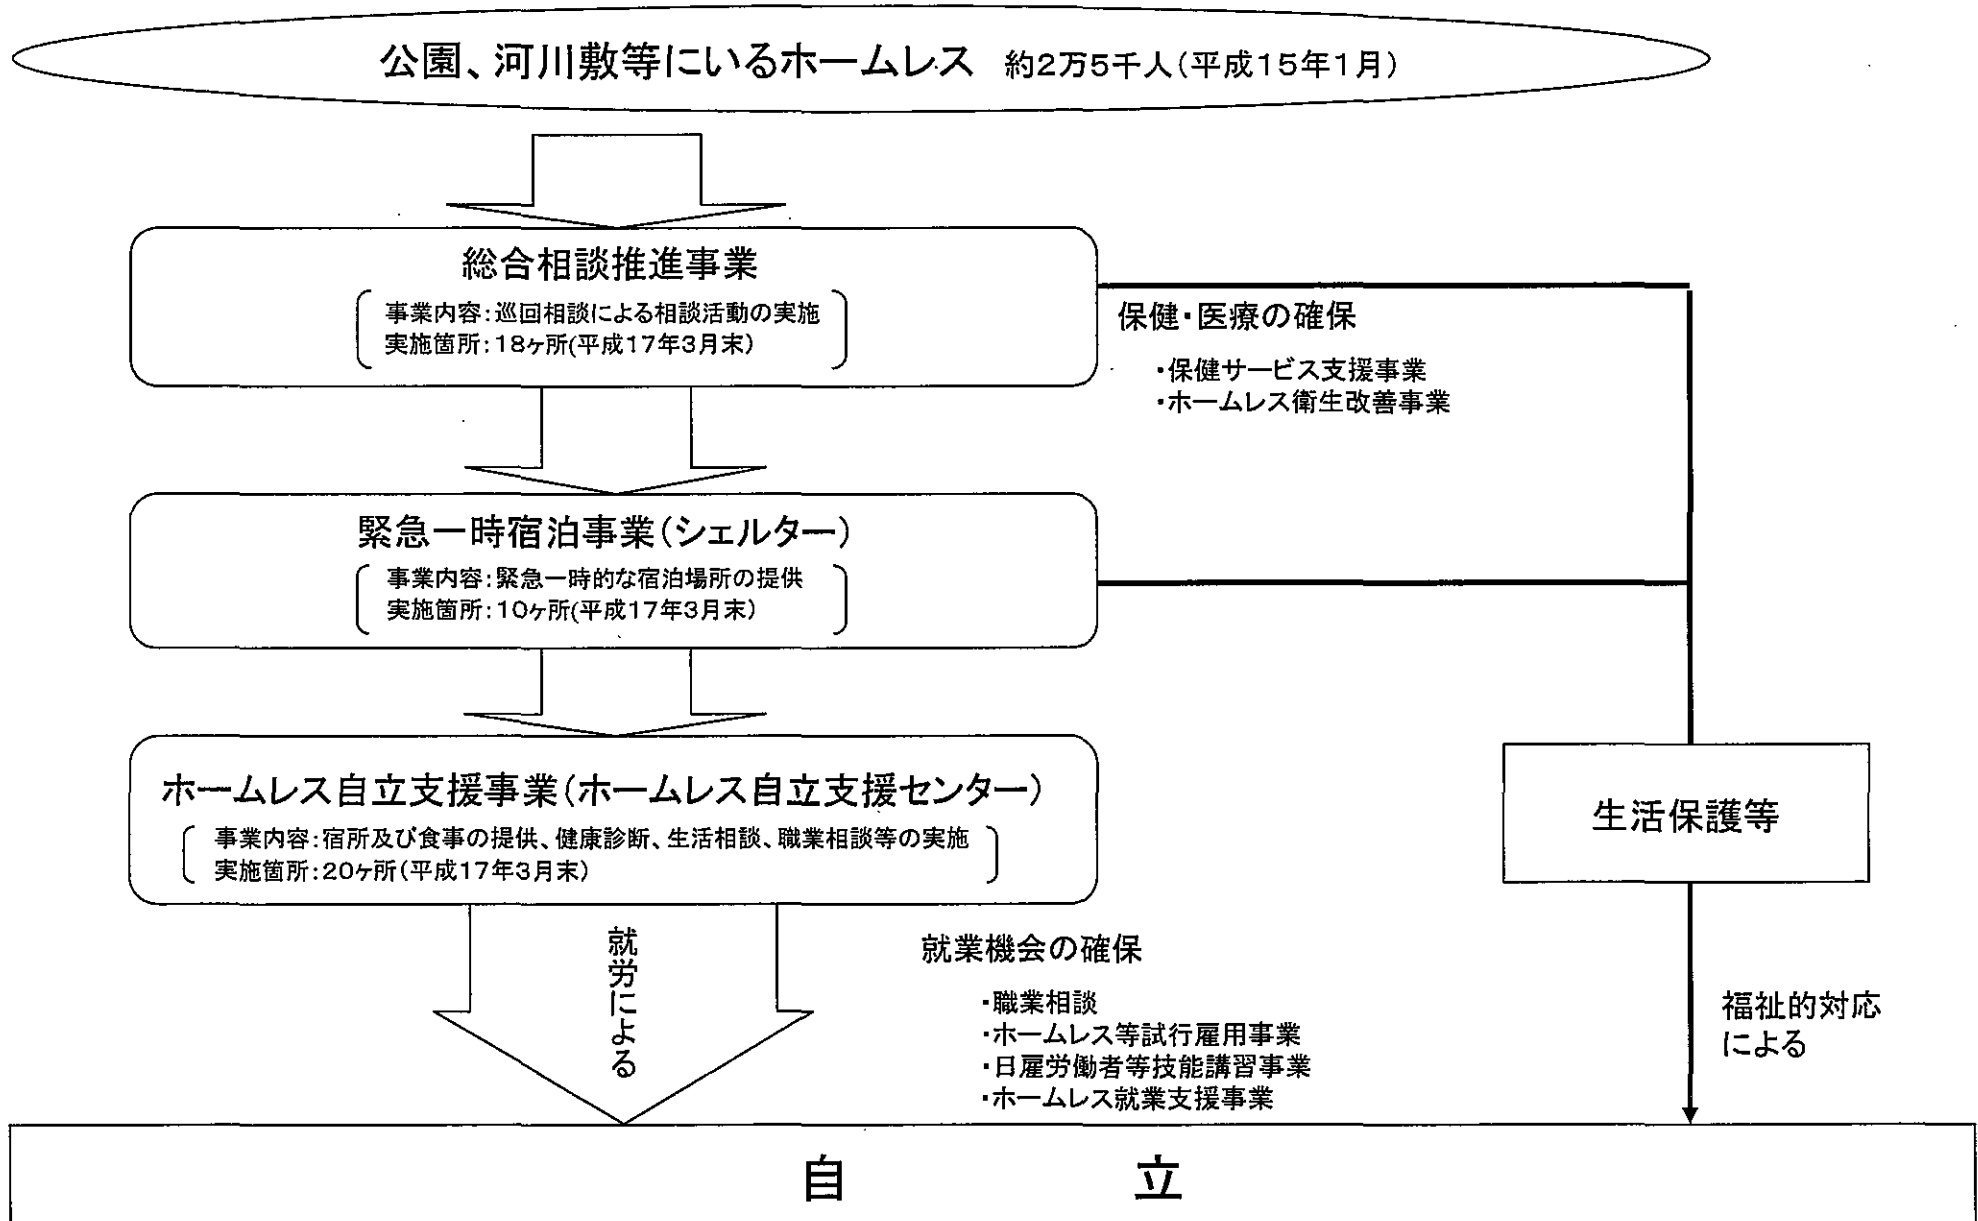 公園、河川敷等にいるホームレス 約2万5千人(平成15年1月)
総合相談推進事業
事業内容:巡回相談による相談活動の実施
実施箇所:18ヶ所(平成17年3月末)
保健・医療の確保
・保健サービス支援事業
・ホームレス衛生改善事業
緊急一時宿泊事業(シェルター)
事業内容:緊急一時的な宿泊場所の提供
実施箇所:10ヶ所(平成17年3月末)
ホームレス自立支援事業(ホームレス自立支援センター)
事業内容:宿所及び食事の提供、健康診断、生活相談、職業相談等の実施
実施箇所:20ヶ所(平成17年3月末)
生活保護等
就労による
就業機会の確保
・職業相談
・ホームレス等試行雇用事業
・日雇労働者等技能講習事業
・ホームレス就業支援事業
福祉的対応
による
自 立